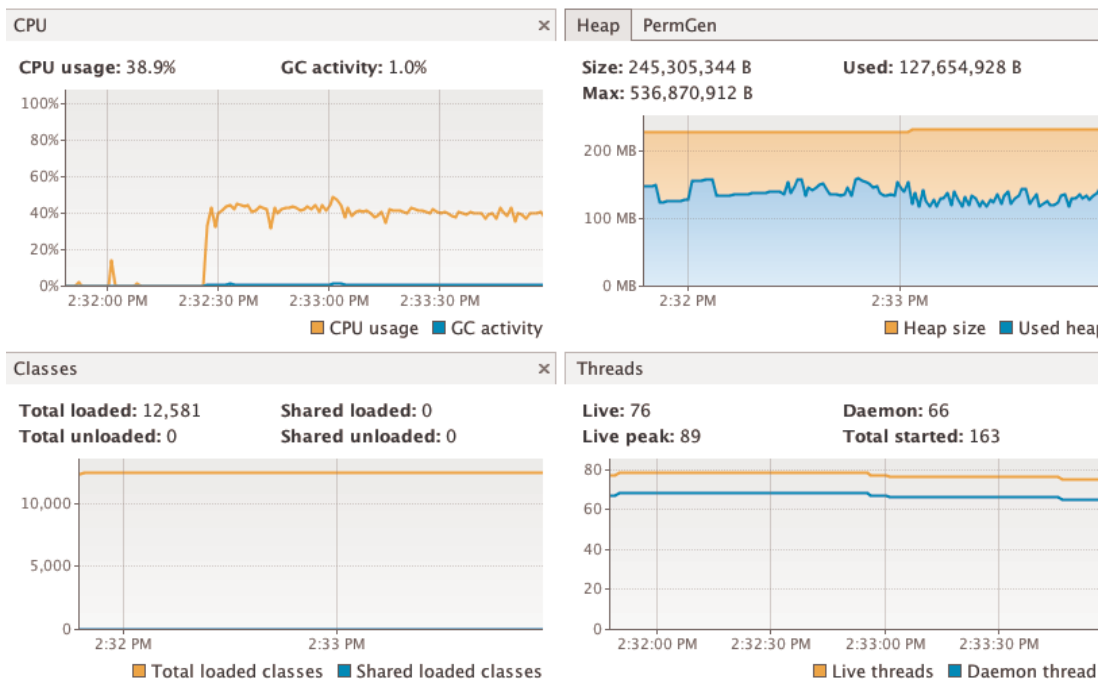 CPU ×
CPU usage: 38.9% GC activity: 1.0%
100%
80%
60%
40%
20%
0%
2:32:00 PM 2:32:30 PM 2:33:00 PM 2:33:30 PM
CPU usage GC activity
Heap PermGen
Size: 245,305,344 B Used: 127,654,928 B
Max: 536,870,912 B
200 MB
100 MB
0 MB
2:32 PM 2:33 PM
Heap size Used heap
Classes ×
Total loaded: 12,581 Shared loaded: 0
Total unloaded: 0 Shared unloaded: 0
10,000
5,000
0
2:32 PM 2:33 PM
Total loaded classes Shared loaded classes
Threads
Live: 76 Daemon: 66
Live peak: 89 Total started: 163
80
60
40
20
0
2:32:00 PM 2:32:30 PM 2:33:00 PM 2:33:30 PM
Live threads Daemon thread